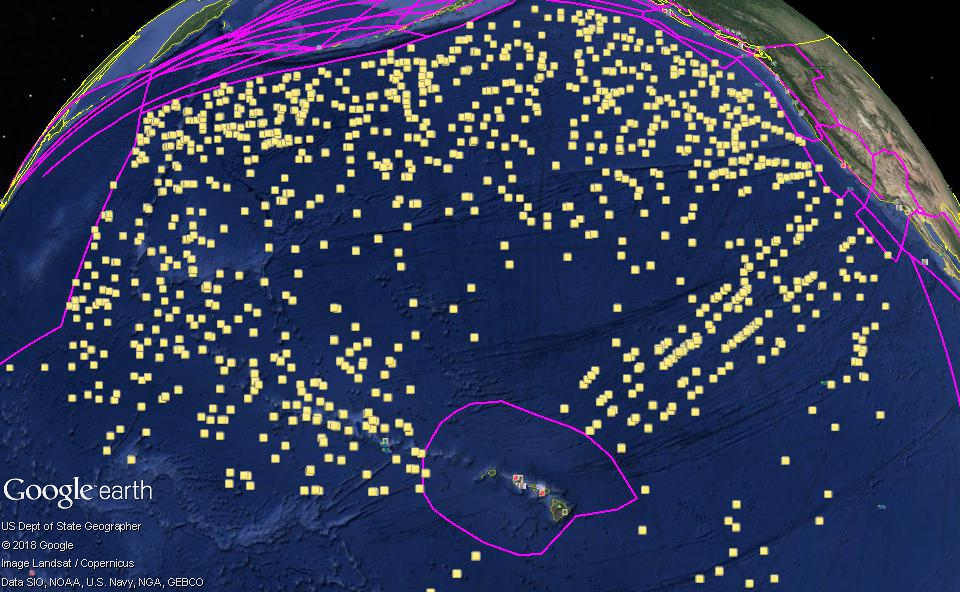 Google earth
US Dept of State Geographer
© 2018 Google
Image Landsat / Copernicus
Data SIO, NOAA, U.S. Navy, NGA, GEBCO